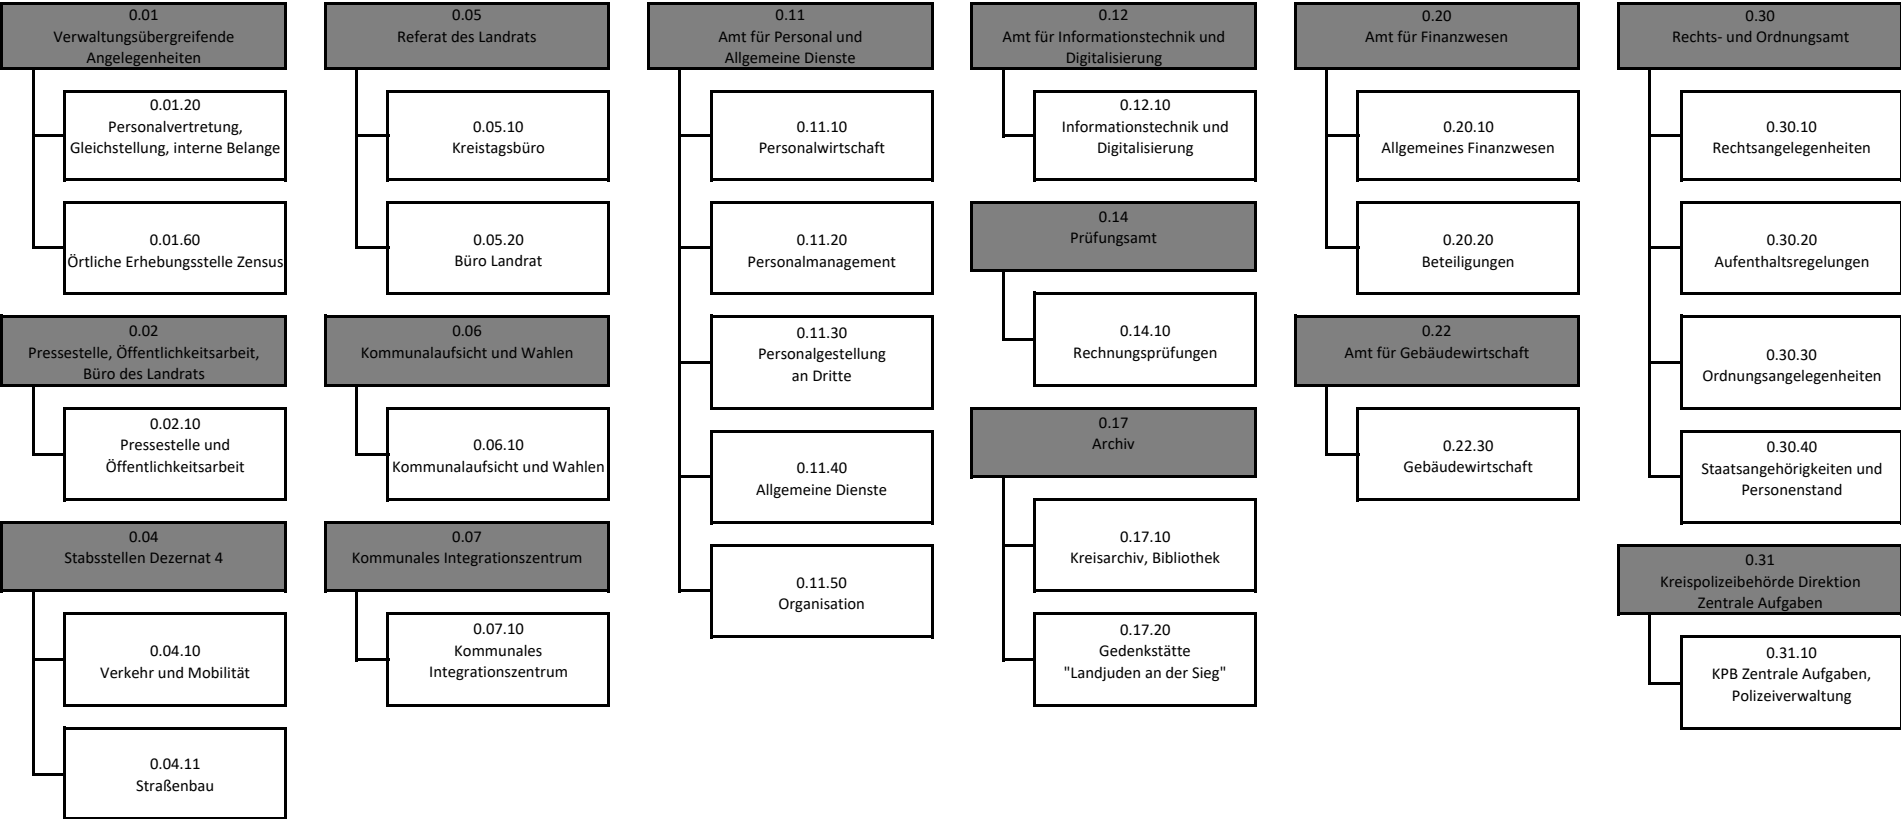 0.01
Verwaltungsübergreifende
Angelegenheiten
0.01.20
Personalvertretung,
Gleichstellung, interne Belange
0.01.60
Örtliche Erhebungsstelle Zensus
0.02
Pressestelle, Öffentlichkeitsarbeit,
Büro des Landrats
0.02.10
Pressestelle und
Öffentlichkeitsarbeit
0.04
Stabsstellen Dezernat 4
0.04.10
Verkehr und Mobilität
0.04.11
Straßenbau
0.05
Referat des Landrats
0.05.10
Kreistagsbüro
0.05.20
Büro Landrat
0.06
Kommunalaufsicht und Wahlen
0.06.10
Kommunalaufsicht und Wahlen
0.07
Kommunales Integrationszentrum
0.07.10
Kommunales
Integrationszentrum
0.11
Amt für Personal und
Allgemeine Dienste
0.11.10
Personalwirtschaft
0.11.20
Personalmanagement
0.11.30
Personalgestellung
an Dritte
0.11.40
Allgemeine Dienste
0.11.50
Organisation
0.12
Amt für Informationstechnik und
Digitalisierung
0.12.10
Informationstechnik und
Digitalisierung
0.14
Prüfungsamt
0.14.10
Rechnungsprüfungen
0.17
Archiv
0.17.10
Kreisarchiv, Bibliothek
0.17.20
Gedenkstätte
"Landjuden an der Sieg"
0.20
Amt für Finanzwesen
0.20.10
Allgemeines Finanzwesen
0.20.20
Beteiligungen
0.22
Amt für Gebäudewirtschaft
0.22.30
Gebäudewirtschaft
0.30
Rechts- und Ordnungsamt
0.30.10
Rechtsangelegenheiten
0.30.20
Aufenthaltsregelungen
0.30.30
Ordnungsangelegenheiten
0.30.40
Staatsangehörigkeiten und
Personenstand
0.31
Kreispolizeibehörde Direktion
Zentrale Aufgaben
0.31.10
KPB Zentrale Aufgaben,
Polizeiverwaltung